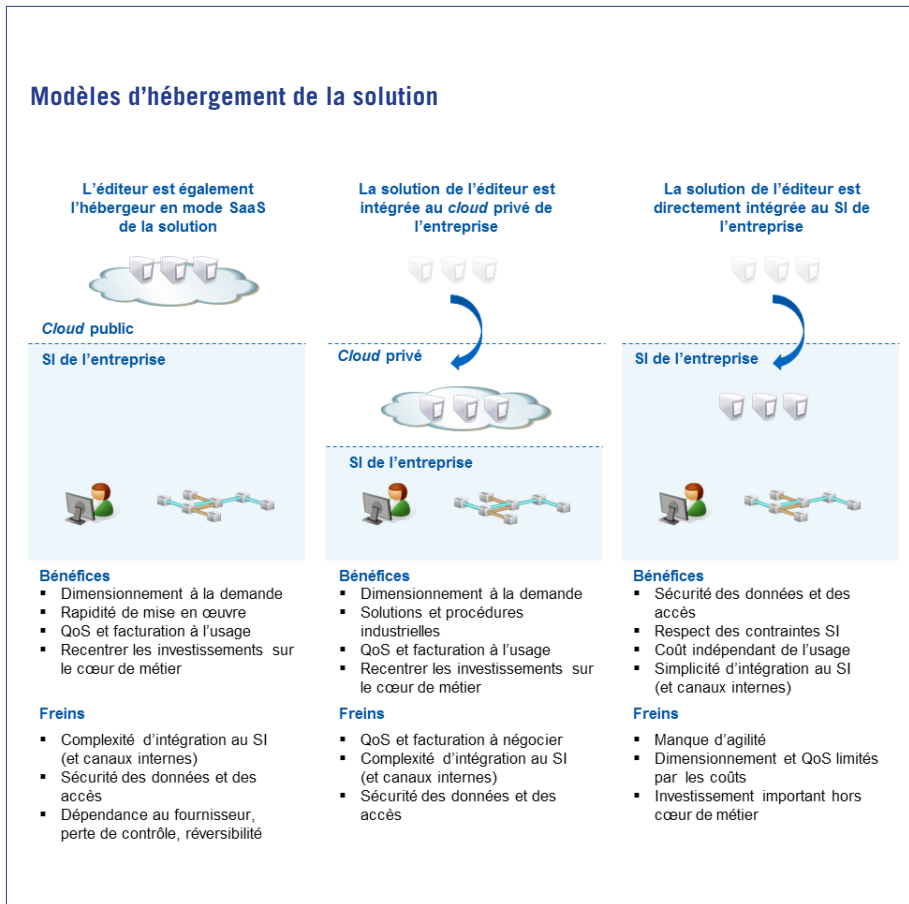 Modèles d'hébergement de la solution
L'éditeur est également
l'hébergeur en mode SaaS
de la solution
Cloud public
SI de l'entreprise
Bénéfices
▪ Dimensionnement à la demande
▪ Rapidité de mise en œuvre
▪ QoS et facturation à l'usage
▪ Recentrer les investissements sur
le cœur de métier
Freins
▪ Complexité d'intégration au SI
(et canaux internes)
▪ Sécurité des données et des
accès
▪ Dépendance au fournisseur,
perte de contrôle, réversibilité
La solution de l'éditeur est
intégrée au cloud privé de
l'entreprise
Cloud privé
SI de l'entreprise
Bénéfices
▪ Dimensionnement à la demande
▪ Solutions et procédures
industrielles
▪ QoS et facturation à l'usage
▪ Recentrer les investissements sur
le cœur de métier
Freins
▪ QoS et facturation à négocier
▪ Complexité d'intégration au SI
(et canaux internes)
▪ Sécurité des données et des
accès
La solution de l'éditeur est
directement intégrée au SI de
l'entreprise
SI de l'entreprise
Bénéfices
▪ Sécurité des données et des
accès
▪ Respect des contraintes SI
▪ Coût indépendant de l'usage
▪ Simplicité d'intégration au SI
(et canaux internes)
Freins
▪ Manque d'agilité
▪ Dimensionnement et QoS limités
par les coûts
▪ Investissement important hors
cœur de métier